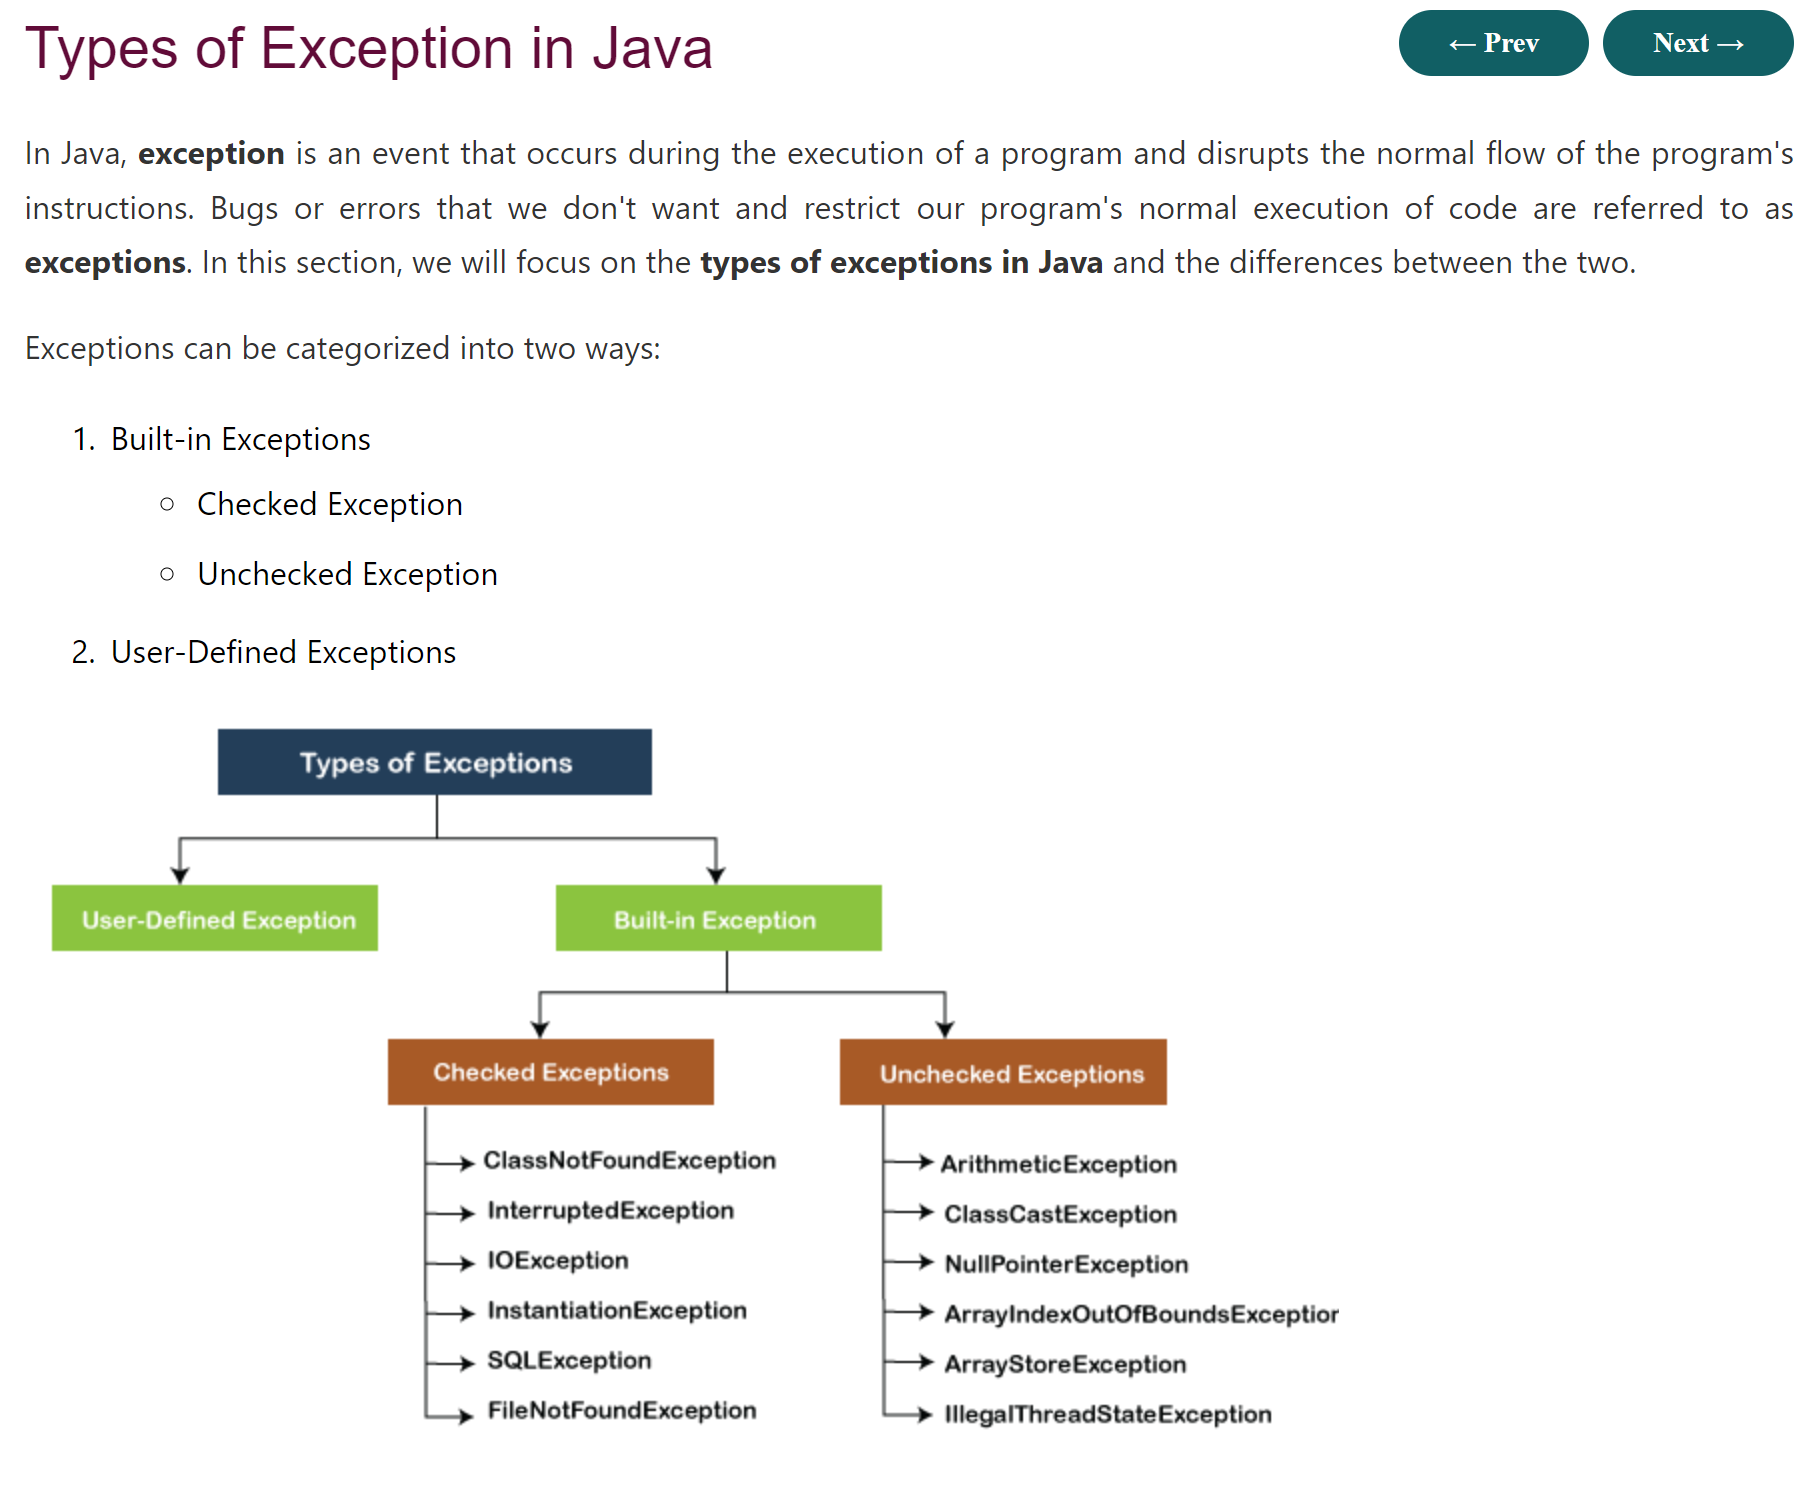 Types of Exception in Java
← Prev
Next →
In Java, exception is an event that occurs during the execution of a program and disrupts the normal flow of the program's
instructions. Bugs or errors that we don't want and restrict our program's normal execution of code are referred to as
exceptions. In this section, we will focus on the types of exceptions in Java and the differences between the two.
Exceptions can be categorized into two ways:
1. Built-in Exceptions
○ Checked Exception
○ Unchecked Exception
2. User-Defined Exceptions
Types of Exceptions
User-Defined Exception
Built-in Exception
Checked Exceptions
ClassNotFoundException
InterruptedException
IOException
InstantiationException
SQLException
FileNotFoundException
Unchecked Exceptions
ArithmeticException
ClassCastException
NullPointerException
ArrayIndexOutOfBoundsException
ArrayStoreException
IllegalThreadStateException